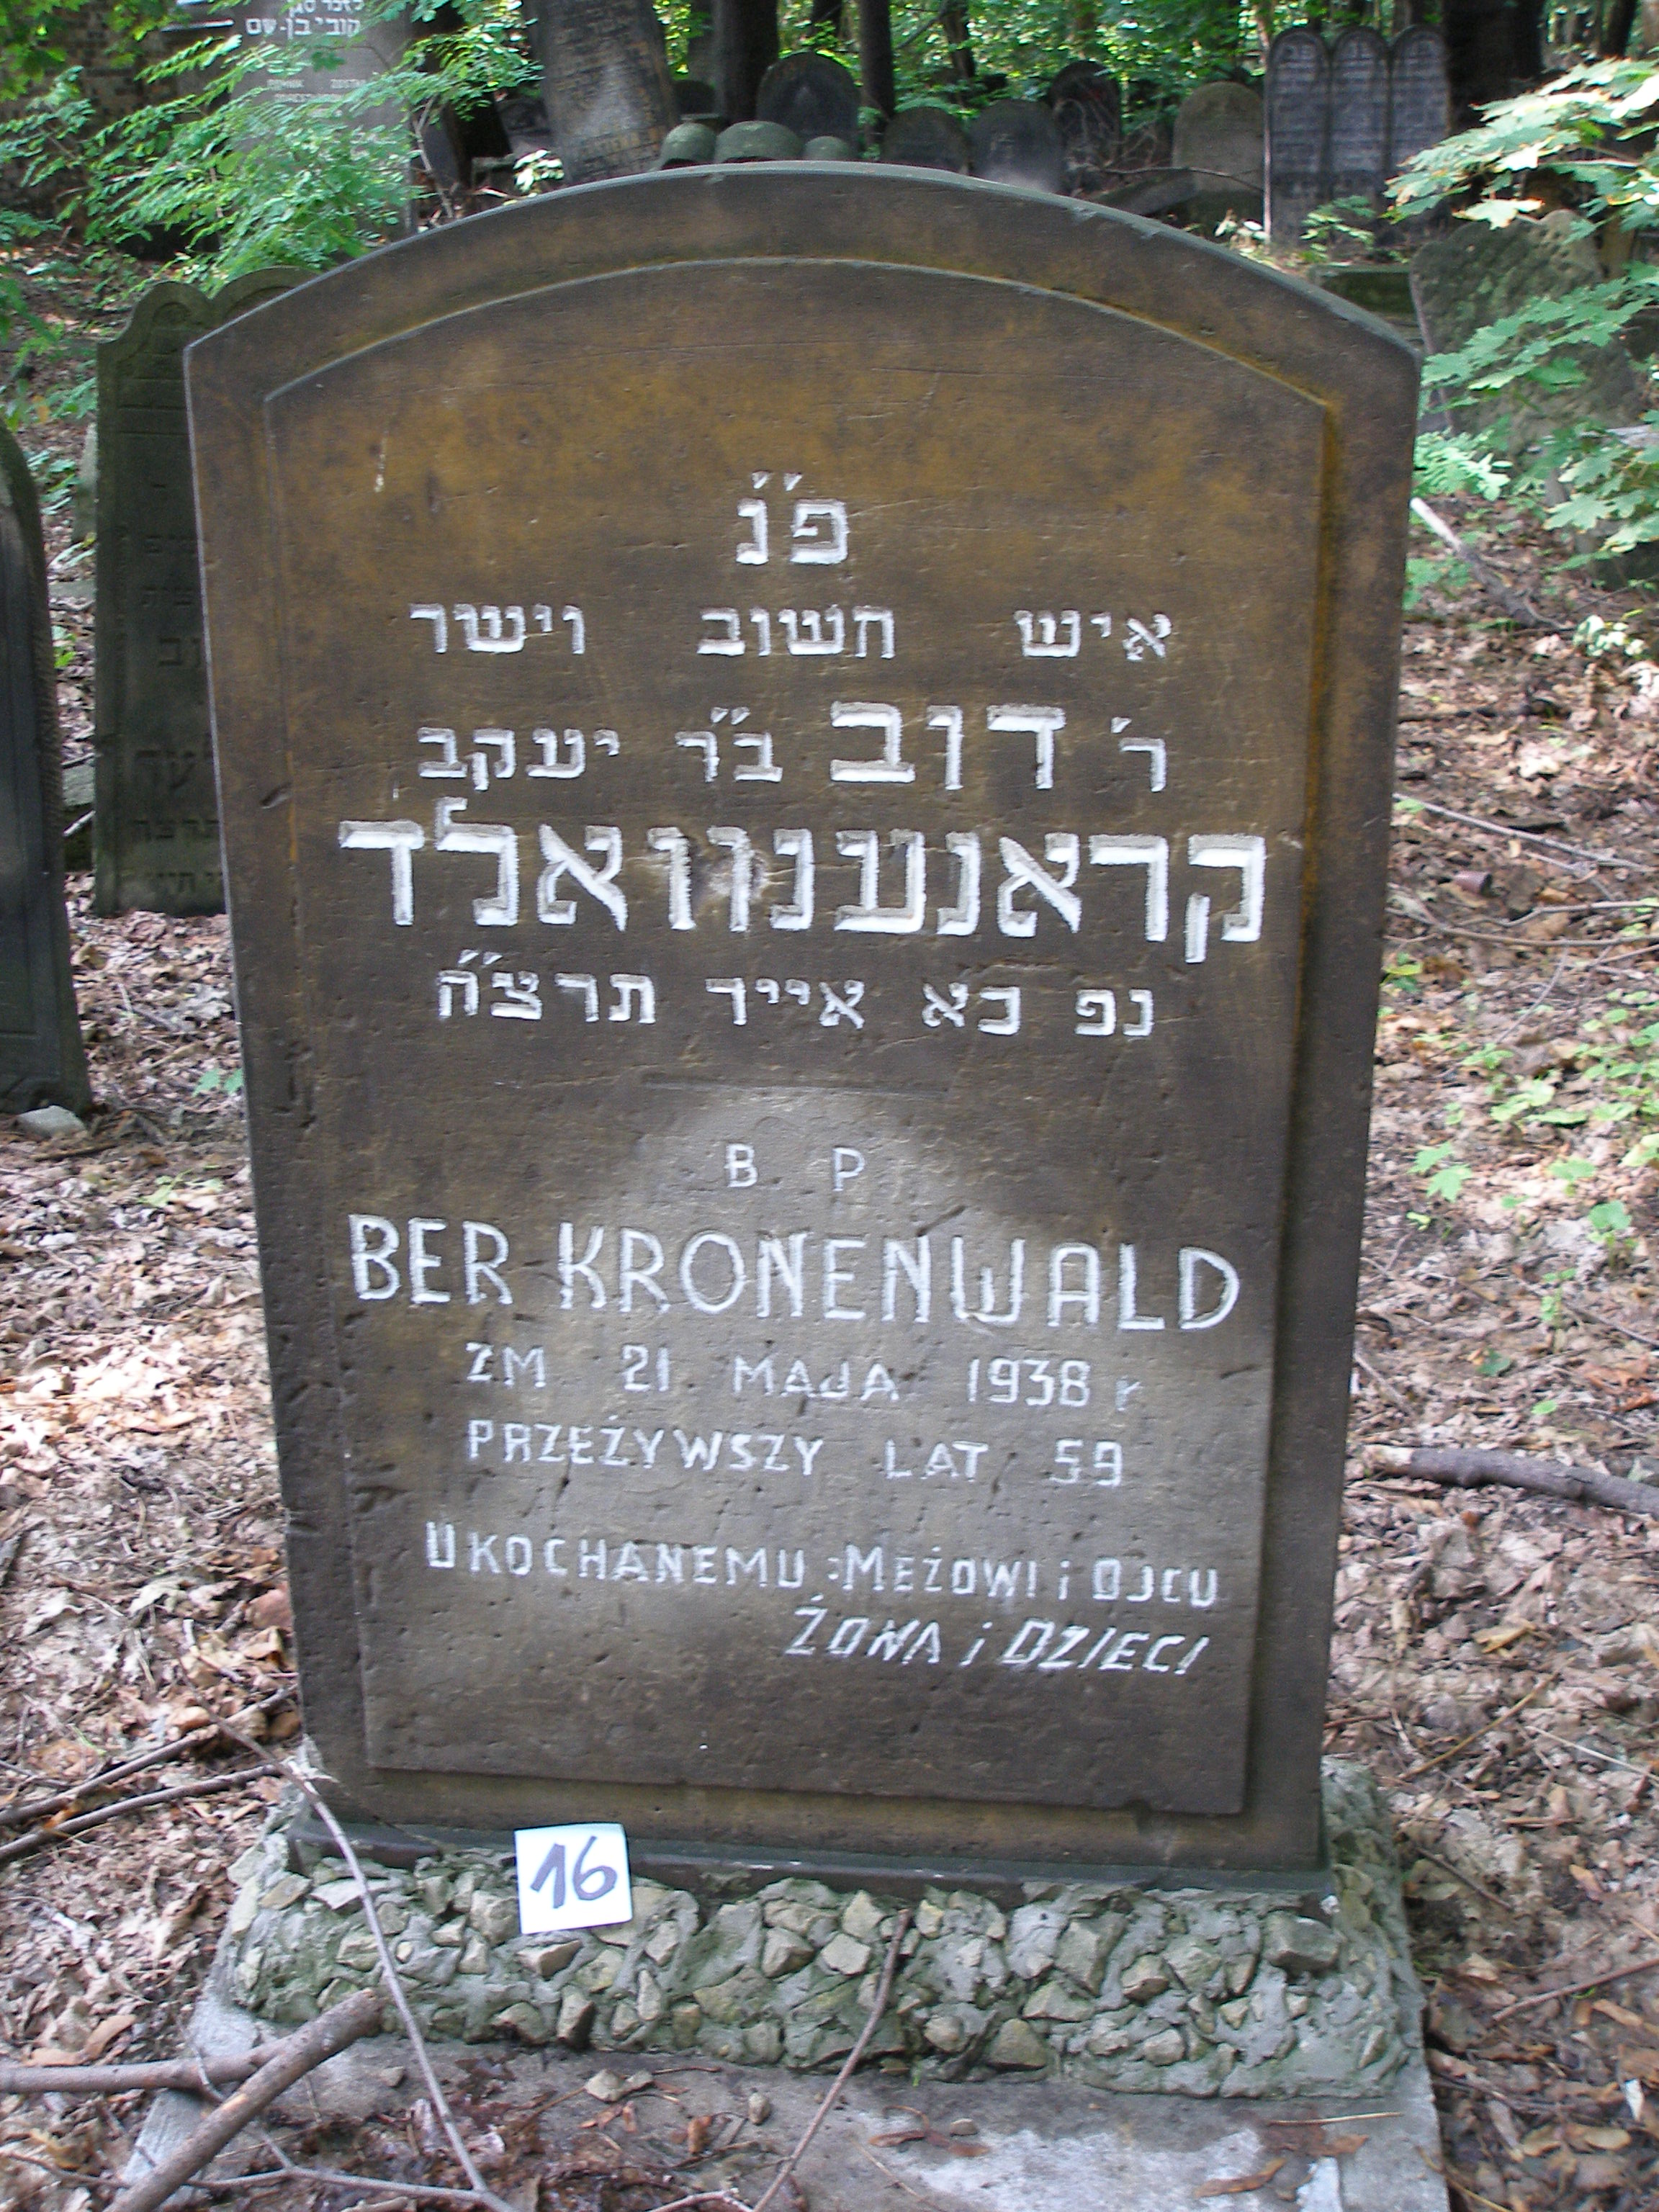 פ״נ
איש חשוב וישר
ר׳ דוב ב״ר יעקב
קראנענוואלד
נפ כא אייר תרצ״ה
B P
BER KRONENWALD
ZM 21 MAJA 1938 r
PRZEŻYWSZY LAT 59
UKOCHANEMU MEŻOWI i OJCU
ŻONA i DZIECI
16